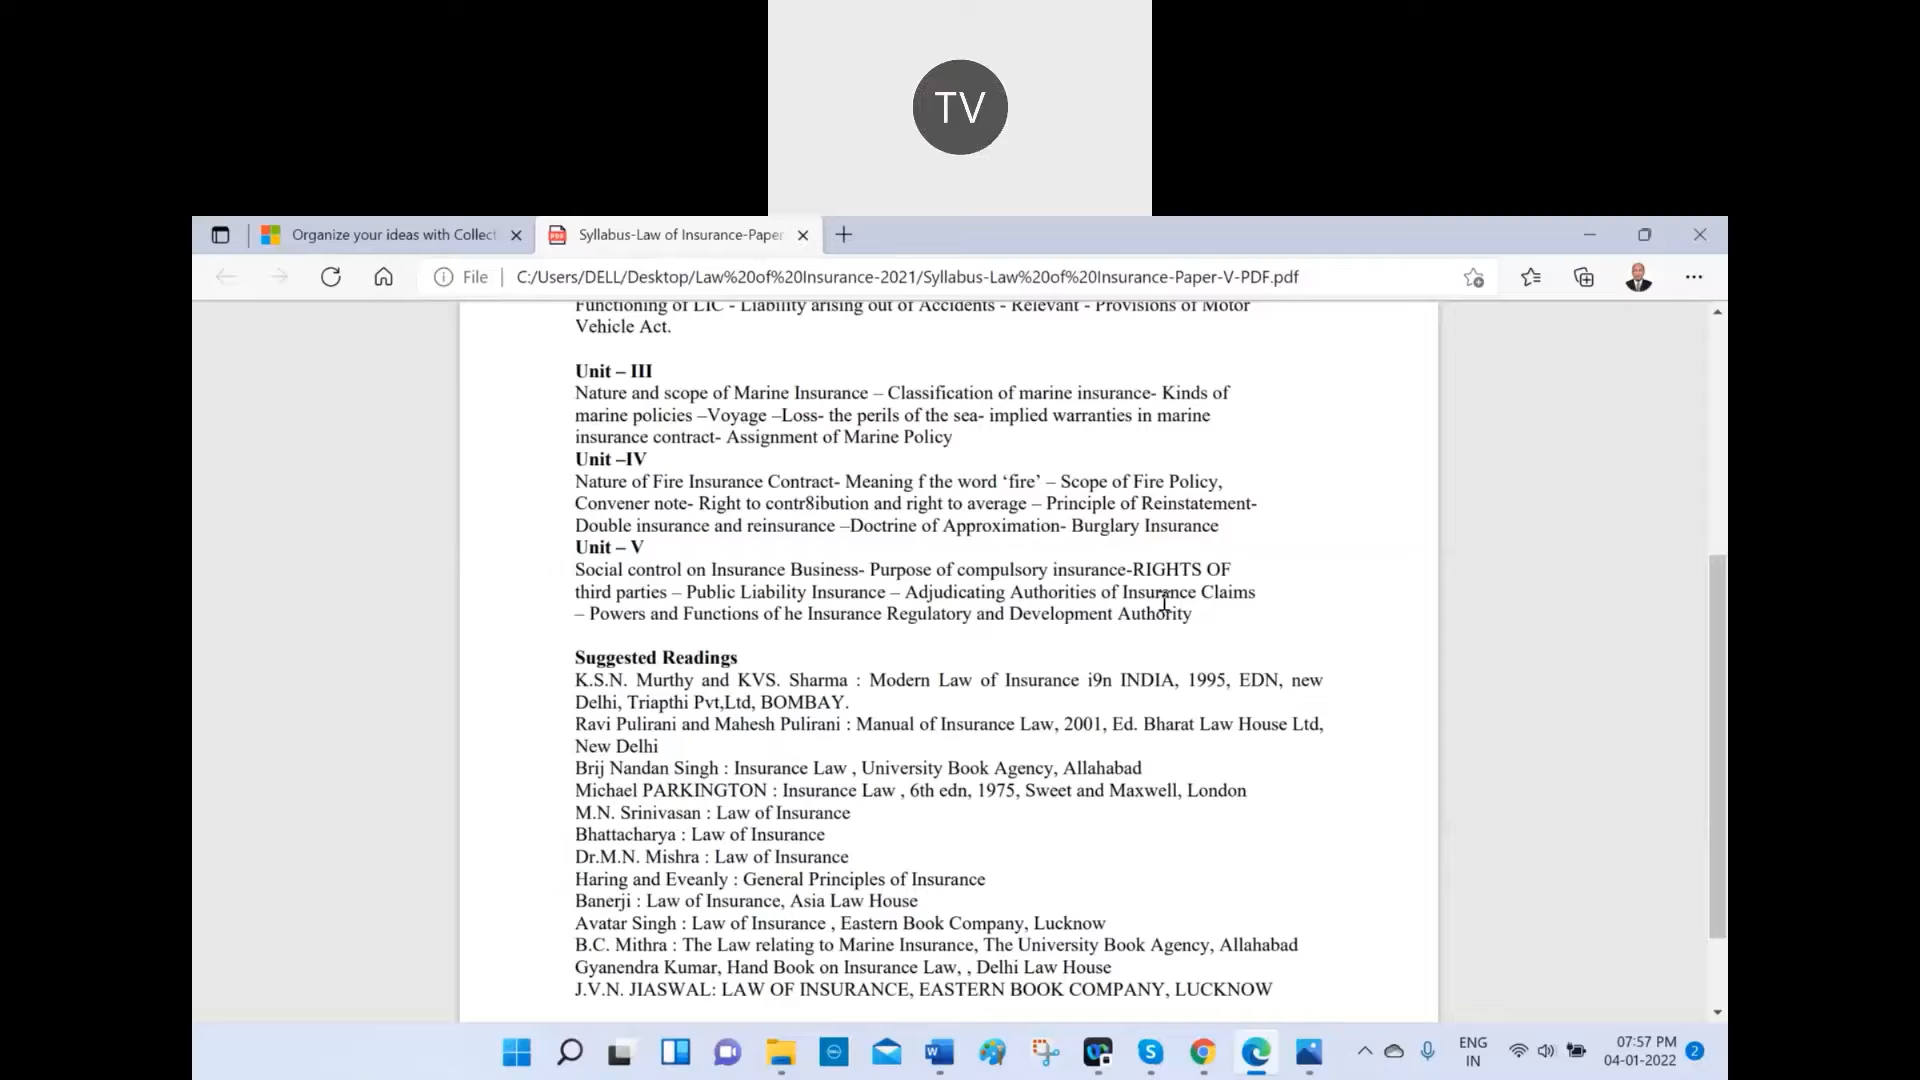 TV
Organize your ideas with Collect
Syllabus-Law of Insurance-Paper
File
C:/Users/DELL/Desktop/Law%20of%20Insurance-2021/Syllabus-Law%20of%20Insurance-Paper-V-PDF.pdf
Functioning of LIC - Liability arising out of Accidents - Relevant - Provisions of Motor
Vehicle Act.
Unit – III
Nature and scope of Marine Insurance – Classification of marine insurance- Kinds of
marine policies –Voyage –Loss- the perils of the sea- implied warranties in marine
insurance contract- Assignment of Marine Policy
Unit –IV
Nature of Fire Insurance Contract- Meaning f the word ‘fire’ – Scope of Fire Policy,
Convener note- Right to contr8ibution and right to average – Principle of Reinstatement-
Double insurance and reinsurance –Doctrine of Approximation- Burglary Insurance
Unit – V
Social control on Insurance Business- Purpose of compulsory insurance-RIGHTS OF
third parties – Public Liability Insurance – Adjudicating Authorities of Insurance Claims
– Powers and Functions of he Insurance Regulatory and Development Authority
Suggested Readings
K.S.N. Murthy and KVS. Sharma : Modern Law of Insurance i9n INDIA, 1995, EDN, new
Delhi, Triapthi Pvt,Ltd, BOMBAY.
Ravi Pulirani and Mahesh Pulirani : Manual of Insurance Law, 2001, Ed. Bharat Law House Ltd,
New Delhi
Brij Nandan Singh : Insurance Law , University Book Agency, Allahabad
Michael PARKINGTON : Insurance Law , 6th edn, 1975, Sweet and Maxwell, London
M.N. Srinivasan : Law of Insurance
Bhattacharya : Law of Insurance
Dr.M.N. Mishra : Law of Insurance
Haring and Eveanly : General Principles of Insurance
Banerji : Law of Insurance, Asia Law House
Avatar Singh : Law of Insurance , Eastern Book Company, Lucknow
B.C. Mithra : The Law relating to Marine Insurance, The University Book Agency, Allahabad
Gyanendra Kumar, Hand Book on Insurance Law, , Delhi Law House
J.V.N. JIASWAL: LAW OF INSURANCE, EASTERN BOOK COMPANY, LUCKNOW
ENG
IN
07:57 PM
04-01-2022
2